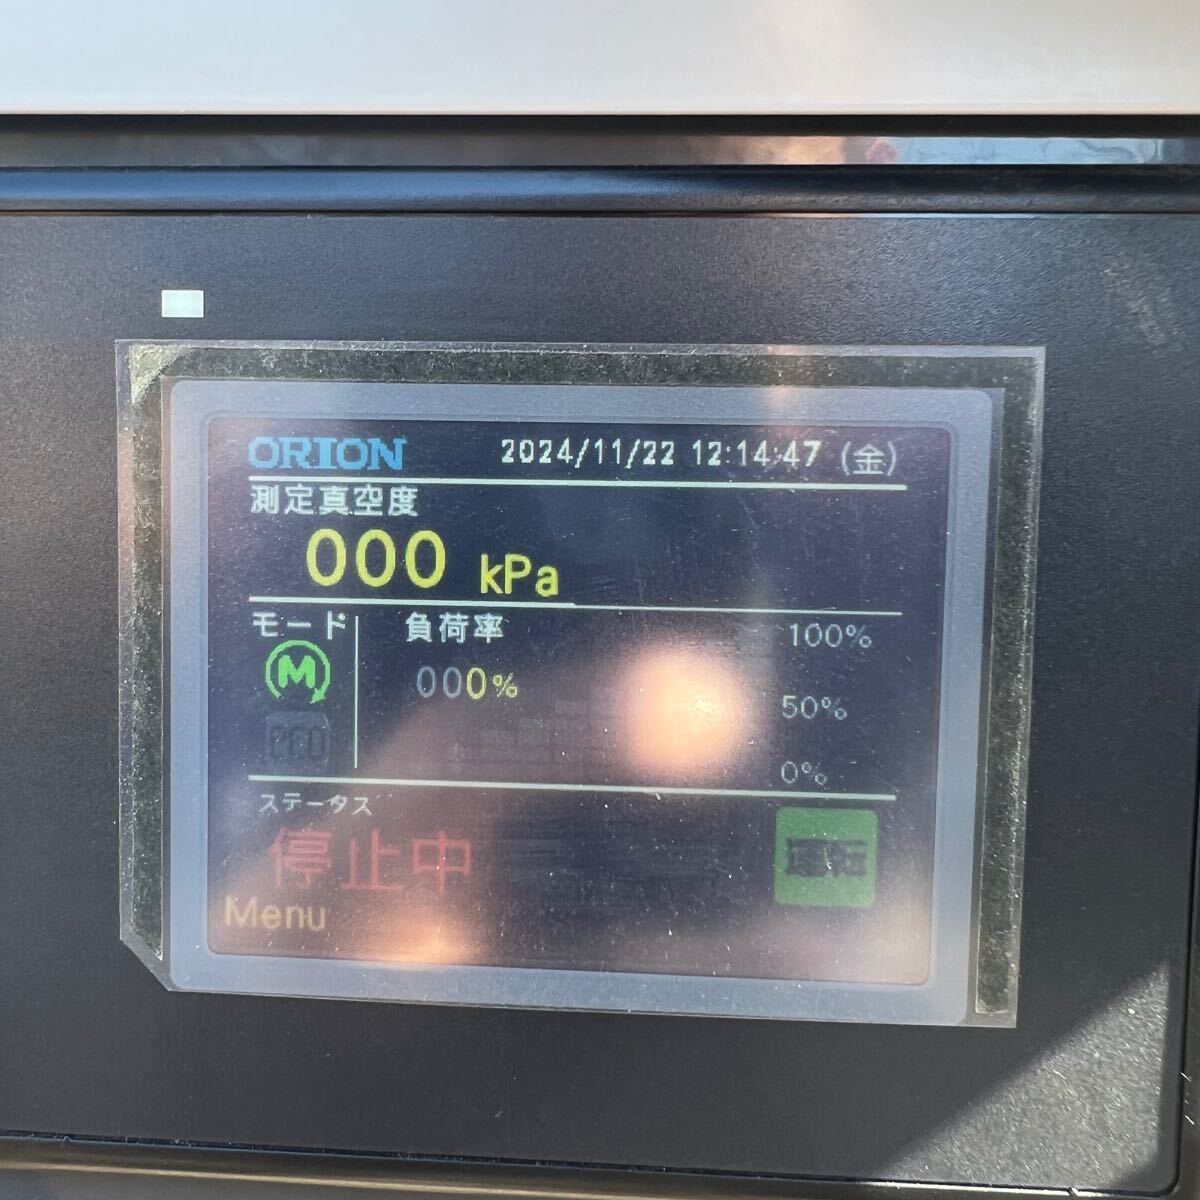 ORION 2024/11/22 12:14:47 (金)
測定真空度
000 kPa
モード 負荷率 100%
M 000% 50%
0%
ステータス
停止中 運転
Menu